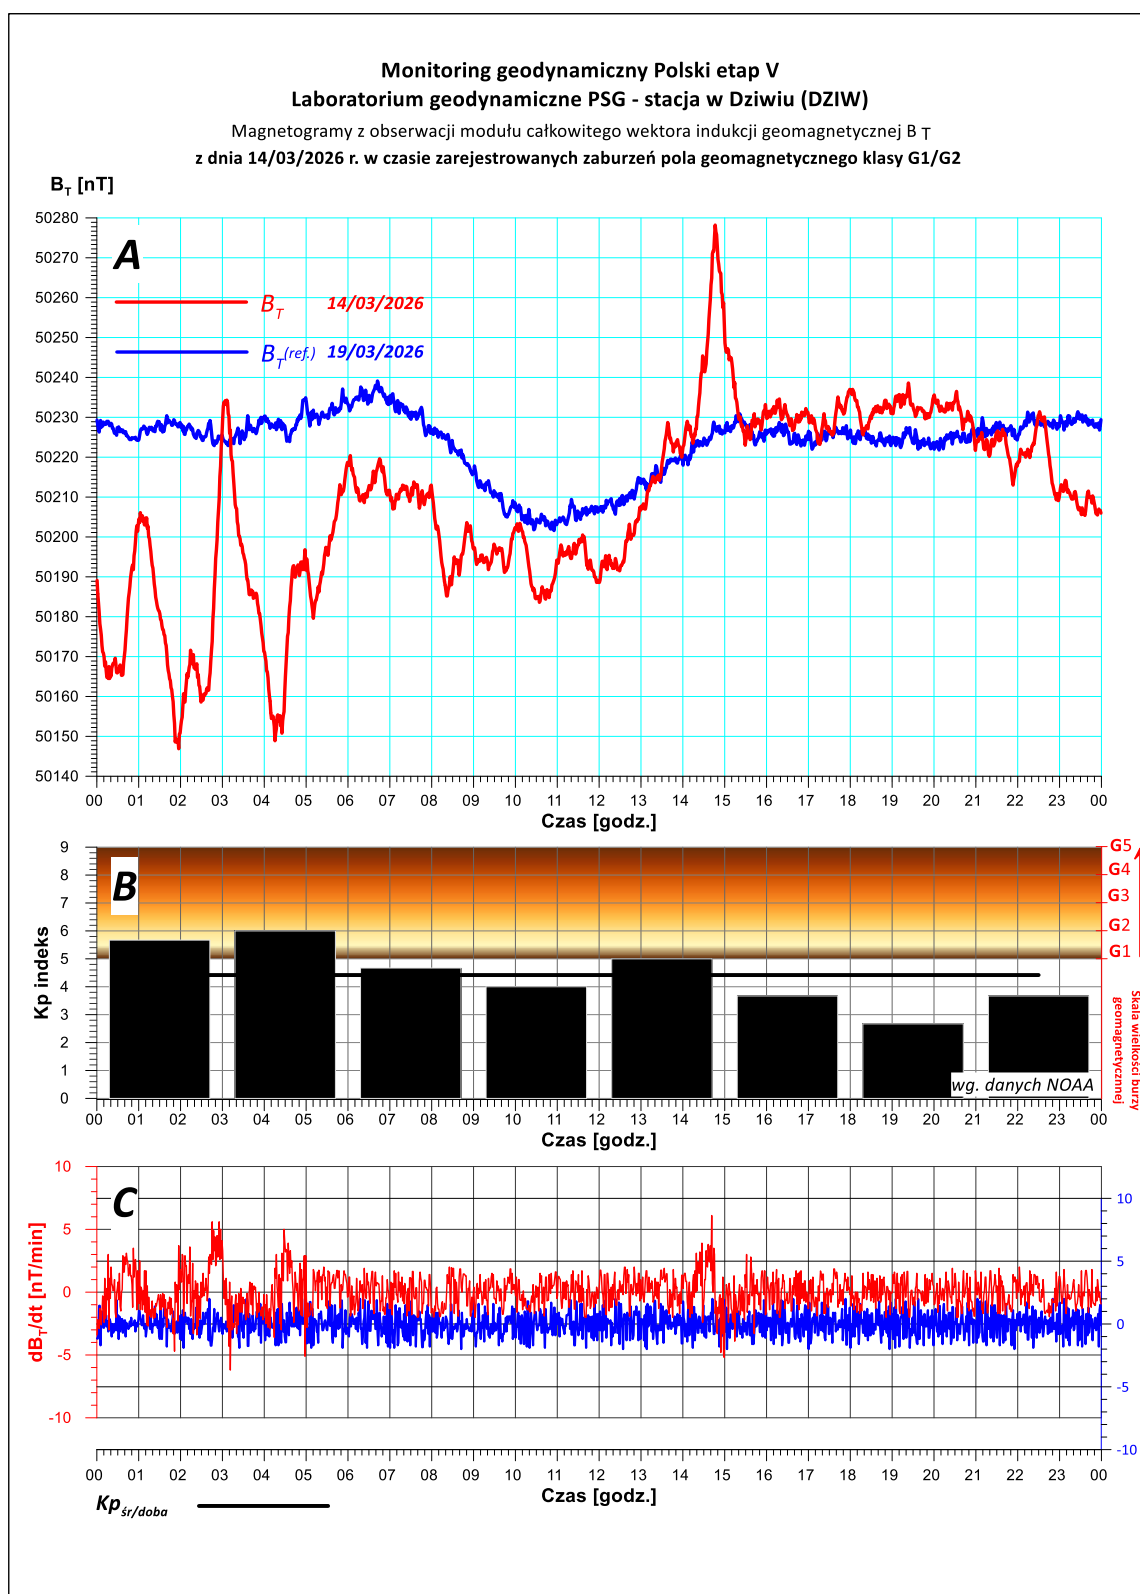 Monitoring geodynamiczny Polski etap V
Laboratorium geodynamiczne PSG - stacja w Dziwiu (DZIW)
Magnetogramy z obserwacji modułu całkowitego wektora indukcji geomagnetycznej B T
z dnia 14/03/2026 r. w czasie zarejestrowanych zaburzeń pola geomagnetycznego klasy G1/G2
BT [nT]
50280
50270
50260
50250
50240
50230
50220
50210
50200
50190
50180
50170
50160
50150
50140
A
BT 14/03/2026
BT(ref.) 19/03/2026
00 01 02 03 04 05 06 07 08 09 10 11 12 13 14 15 16 17 18 19 20 21 22 23 00
Czas [godz.]
Kp indeks
9
8
7
6
5
4
3
2
1
0
B
G5
G4
G3
G2
G1
Skala wielkości burzy
geomagnetycznnej
wg. danych NOAA
00 01 02 03 04 05 06 07 08 09 10 11 12 13 14 15 16 17 18 19 20 21 22 23 00
Czas [godz.]
dBT/dt [nT/min]
10
5
0
-5
-10
C
10
5
0
-5
-10
00 01 02 03 04 05 06 07 08 09 10 11 12 13 14 15 16 17 18 19 20 21 22 23 00
Czas [godz.]
Kpśr/doba